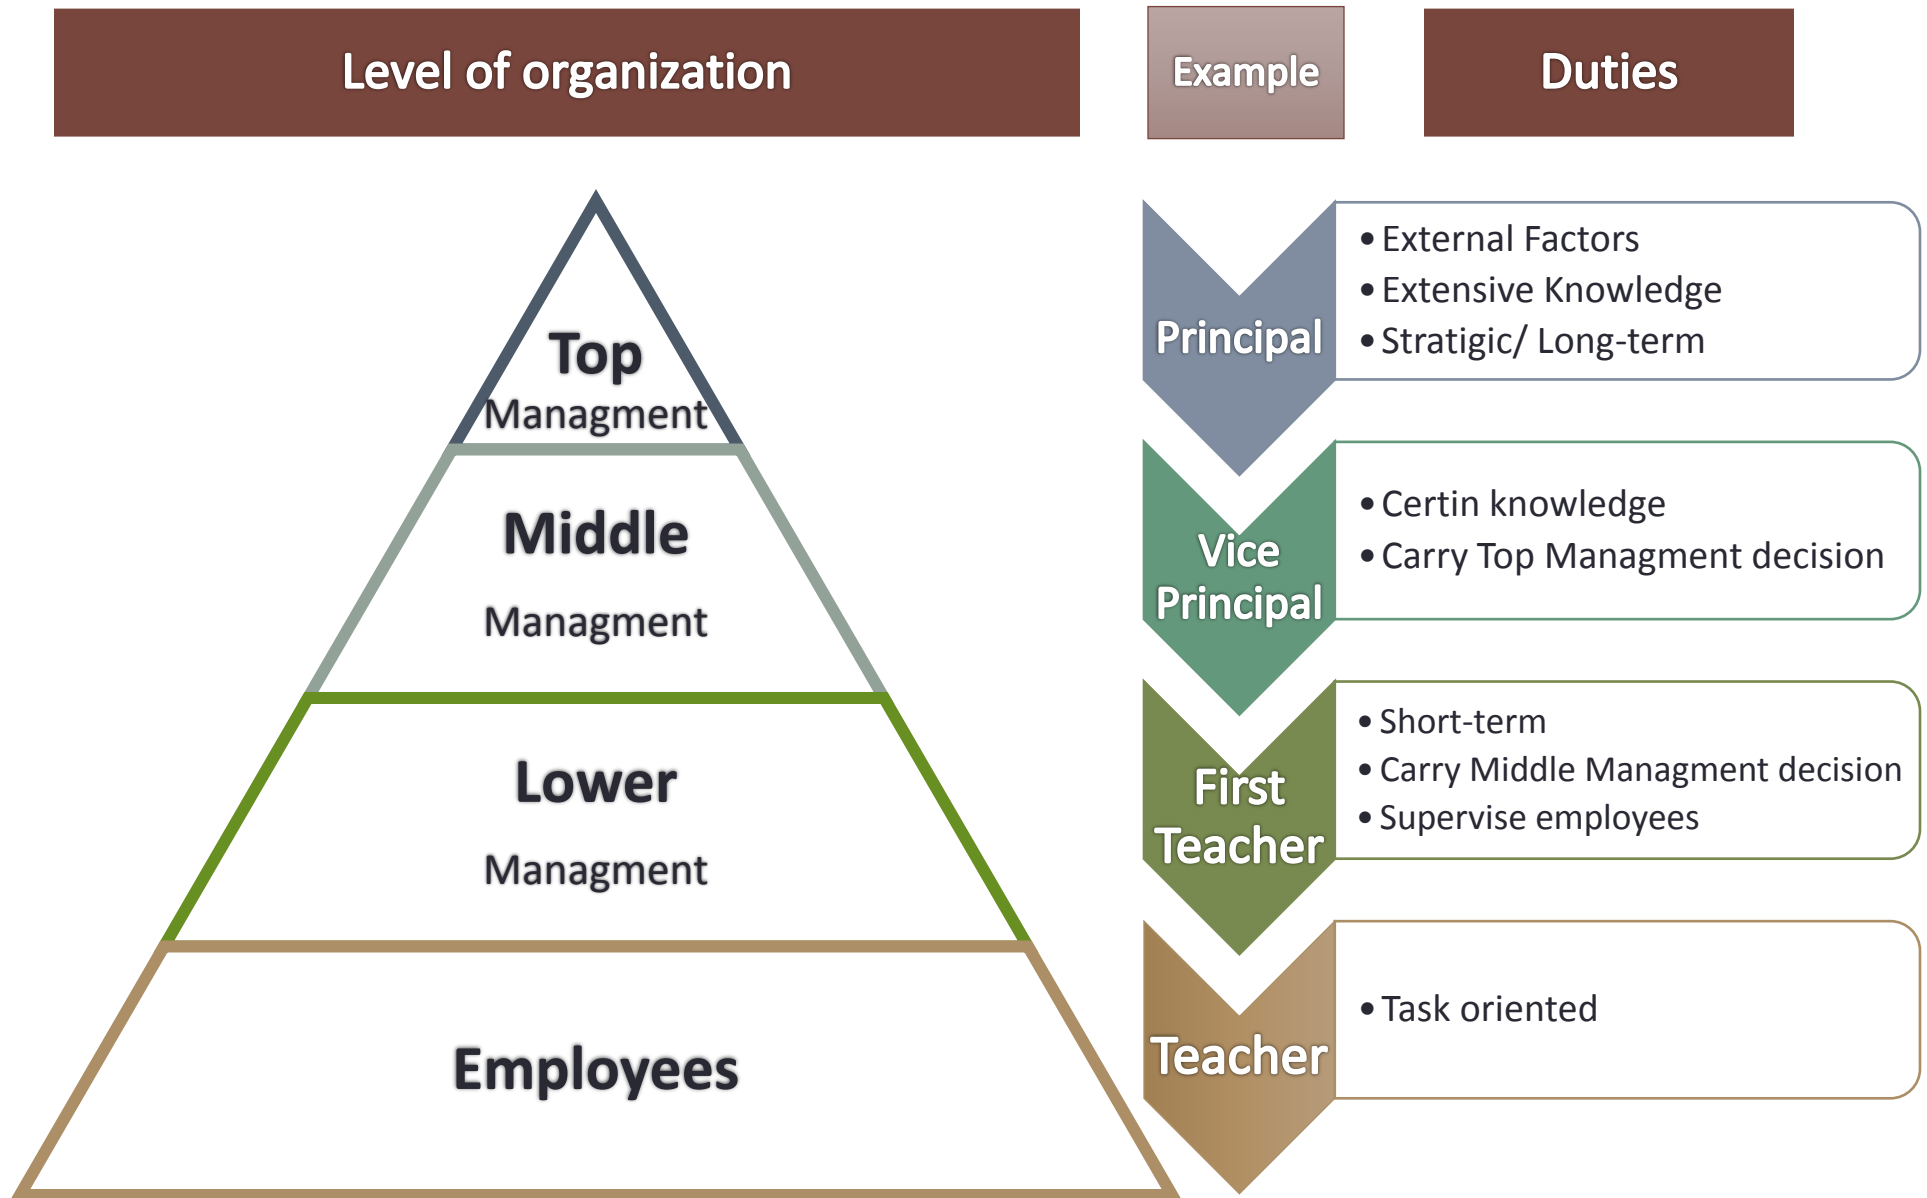 Level of organization
Example
Duties
Top
Managment
Middle
Managment
Lower
Managment
Employees
Principal
• External Factors
• Extensive Knowledge
• Stratigic/ Long-term
Vice
Principal
• Certin knowledge
• Carry Top Managment decision
First
Teacher
• Short-term
• Carry Middle Managment decision
• Supervise employees
Teacher
• Task oriented